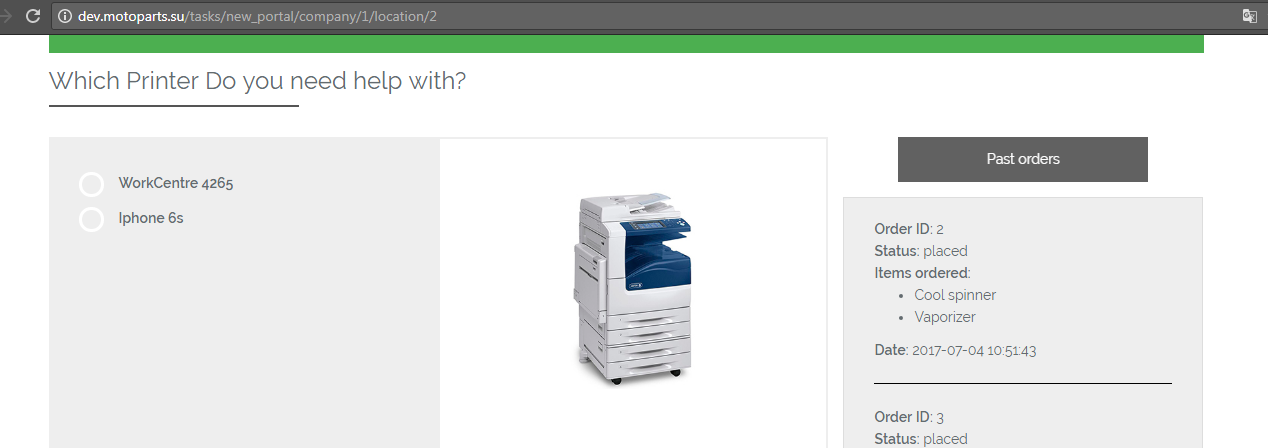 dev.motoparts.su/tasks/new_portal/company/1/location/2
Which Printer Do you need help with?
WorkCentre 4265
Iphone 6s
Past orders
Order ID: 2
Status: placed
Items ordered:
• Cool spinner
• Vaporizer
Date: 2017-07-04 10:51:43
Order ID: 3
Status: placed